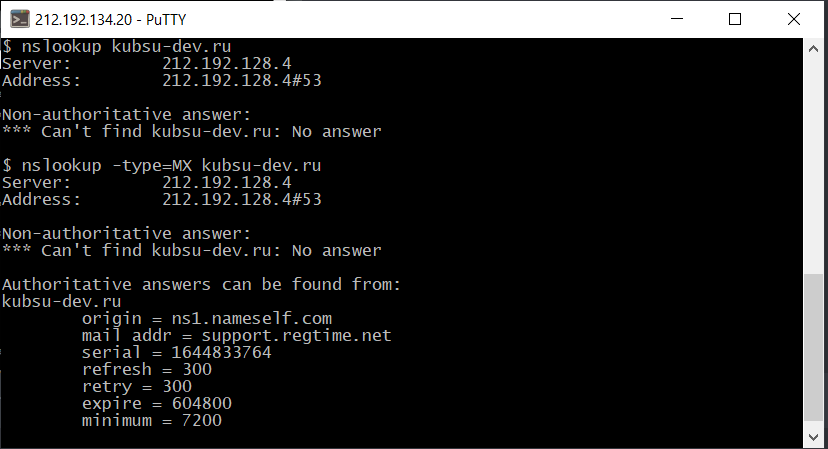 212.192.134.20 - PuTTY
$ nslookup kubsu-dev.ru
Server:         212.192.128.4
Address:        212.192.128.4#53

Non-authoritative answer:
*** Can't find kubsu-dev.ru: No answer

$ nslookup -type=MX kubsu-dev.ru
Server:         212.192.128.4
Address:        212.192.128.4#53

Non-authoritative answer:
*** Can't find kubsu-dev.ru: No answer

Authoritative answers can be found from:
kubsu-dev.ru
        origin = ns1.nameself.com
        mail addr = support.regtime.net
        serial = 1644833764
        refresh = 300
        retry = 300
        expire = 604800
        minimum = 7200